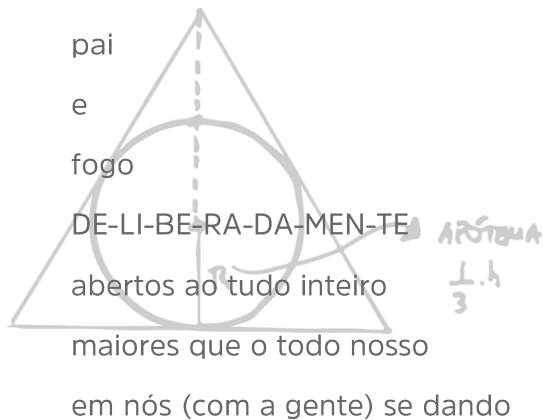 pai
e
fogo
DE-LI-BE-RA-DA-MEN-TE
APÓTEMA
abertos ao tudo inteiro
1/3 . h
maiores que o todo nosso
em nós (com a gente) se dando